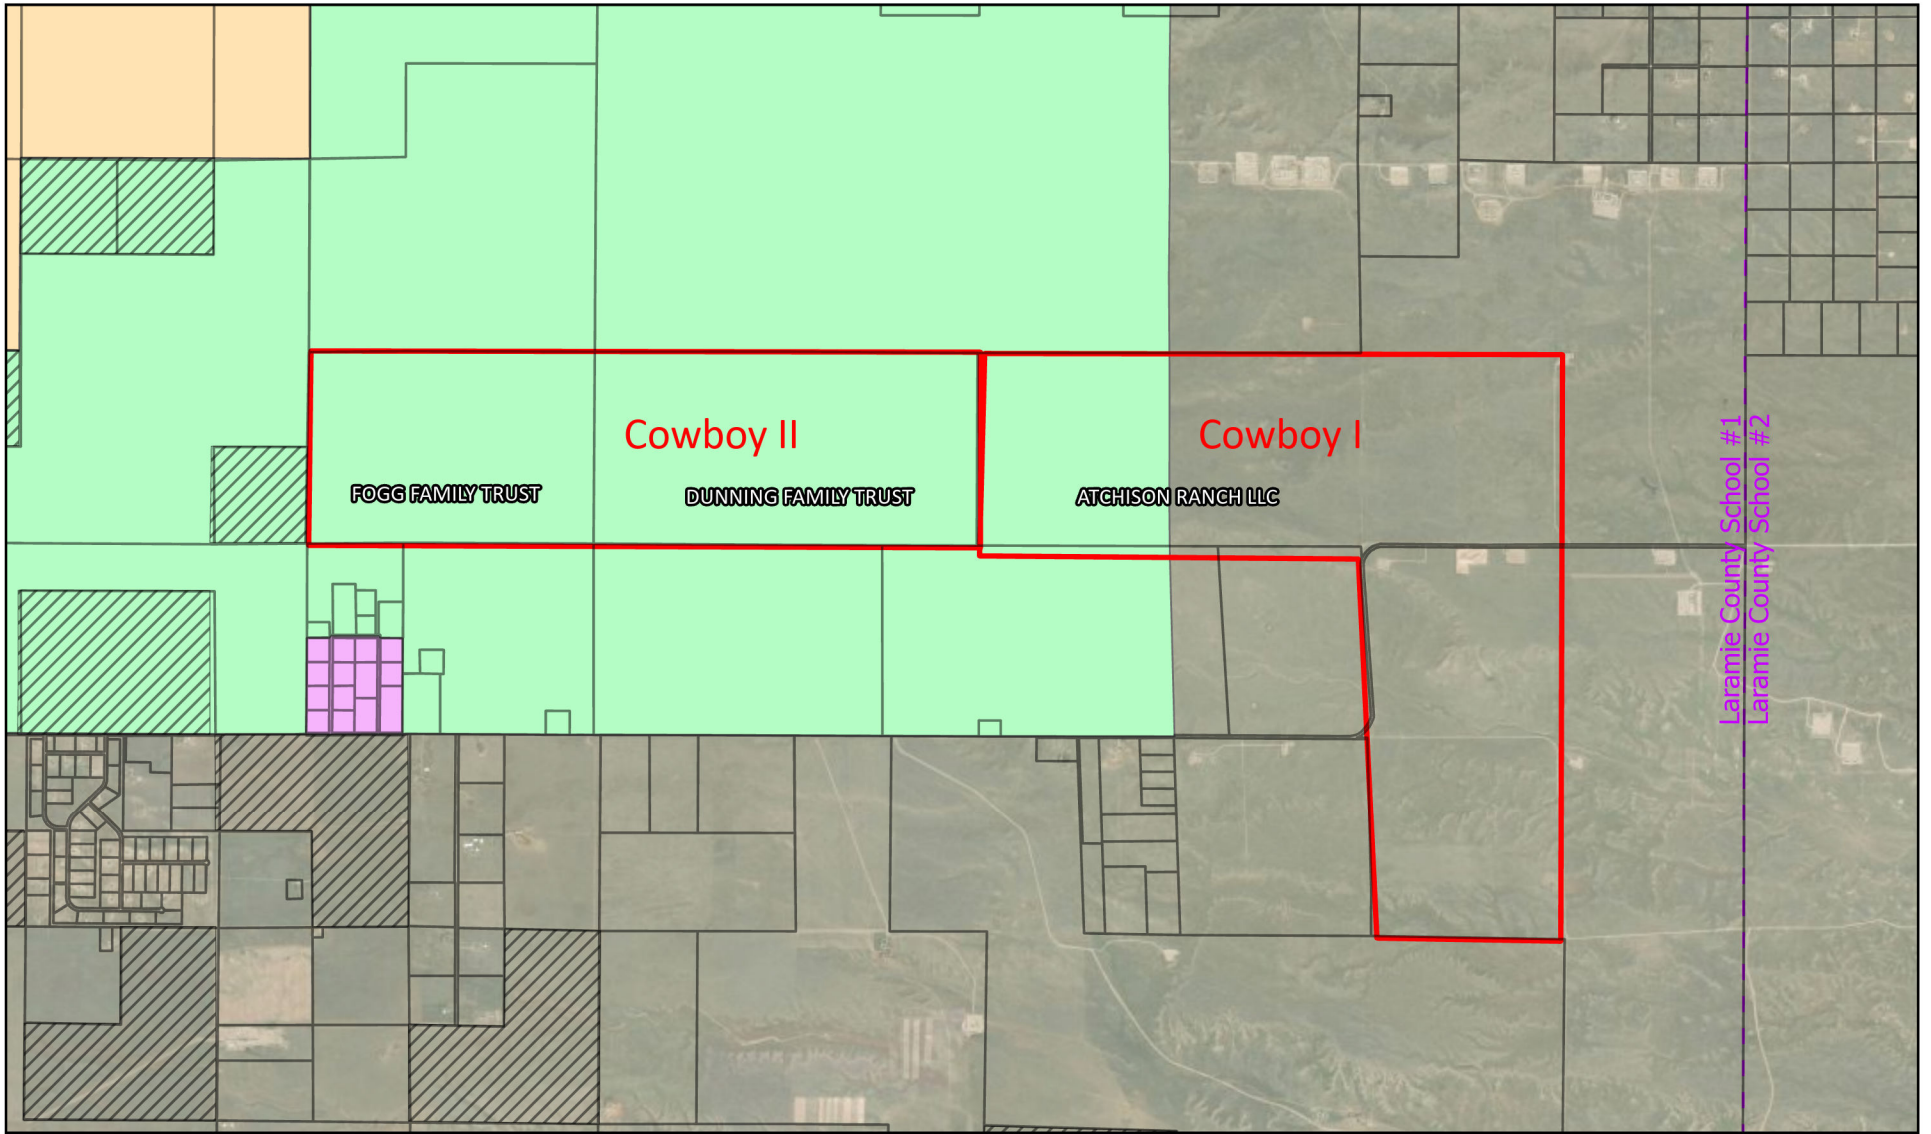 Cowboy II
Cowboy I
FOGG FAMILY TRUST
DUNNING FAMILY TRUST
ATCHISON RANCH LLC
Laramie County School #1
Laramie County School #2